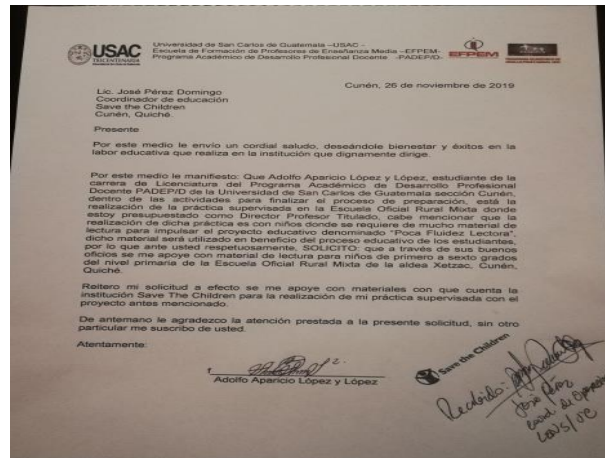 USAC
TRICENTENARIA
Universidad de San Carlos de Guatemala –USAC -
Escuela de Formación de Profesores de Enseñanza Media –EFPEM-
Programa Académico de Desarrollo Profesional Docente -PADEP/D-
EFPEM
Cunén, 26 de noviembre de 2019
Lic. José Pérez Domingo
Coordinador de educación
Save the Children
Cunén, Quiché.
Presente
Por este medio le envío un cordial saludo, deseándole bienestar y éxitos en la
labor educativa que realiza en la institución que dignamente dirige.
Por este medio le manifiesto: Que Adolfo Aparicio López y López, estudiante de la
carrera de Licenciatura del Programa Académico de Desarrollo Profesional
Docente PADEP/D de la Universidad de San Carlos de Guatemala sección Cunén,
dentro de las actividades para finalizar el proceso de preparación, está la
realización de la práctica supervisada en la Escuela Oficial Rural Mixta donde
estoy presupuestado como Director Profesor Titulado, cabe mencionar que la
realización de dicha práctica es con niños donde se requiere de mucho material de
lectura para impulsar el proyecto educativo denominado "Poca Fluidez Lectora",
dicho material será utilizado en beneficio del proceso educativo de los estudiantes,
por lo que ante usted respetuosamente, SOLICITO: que a través de sus buenos
oficios se me apoye con material de lectura para niños de primero a sexto grados
del nivel primaria de la Escuela Oficial Rural Mixta de la aldea Xetzac, Cunén,
Quiché.
Reitero mi solicitud a efecto se me apoye con materiales con que cuenta la
institución Save The Children para la realización de mi práctica supervisada con el
proyecto antes mencionado.
De antemano le agradezco la atención prestada a la presente solicitud, sin otro
particular me suscribo de usted.
Atentamente:
Adolfo Aparicio López y López
Save the Children
Recibido:
José Pérez